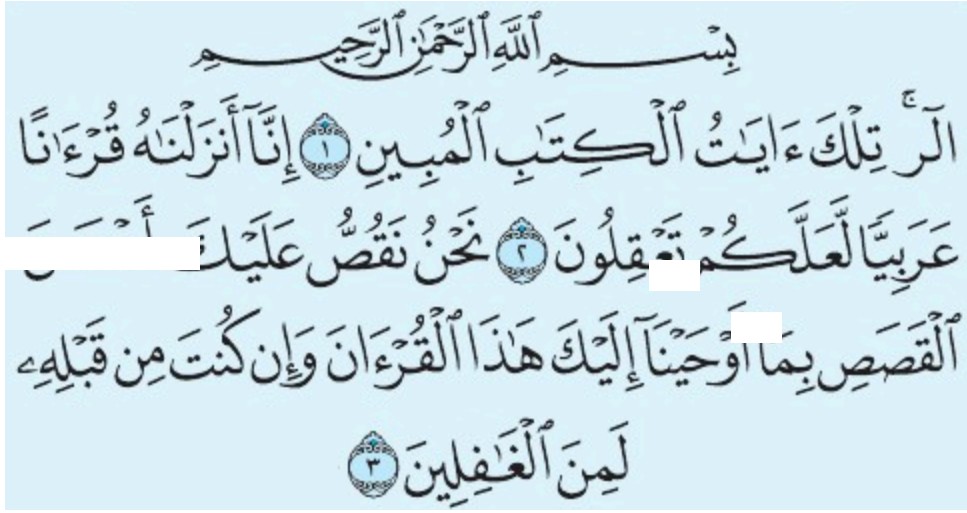 بِسْمِ ٱللَّهِ ٱلرَّحْمَٰنِ ٱلرَّحِيمِ
الٓر ۚ تِلْكَ ءَايَٰتُ ٱلْكِتَٰبِ ٱلْمُبِينِ ١ إِنَّآ أَنزَلْنَٰهُ قُرْءَٰنًا
عَرَبِيًّا لَّعَلَّكُمْ تَعْقِلُونَ ٢ نَحْنُ نَقُصُّ عَلَيْكَ
ٱلْقَصَصِ بِمَا اَوْحَيْنَآ إِلَيْكَ هَٰذَا ٱلْقُرْءَانَ وَإِن كُنتَ مِن قَبْلِهِۦ
لَمِنَ ٱلْغَٰفِلِينَ ٣